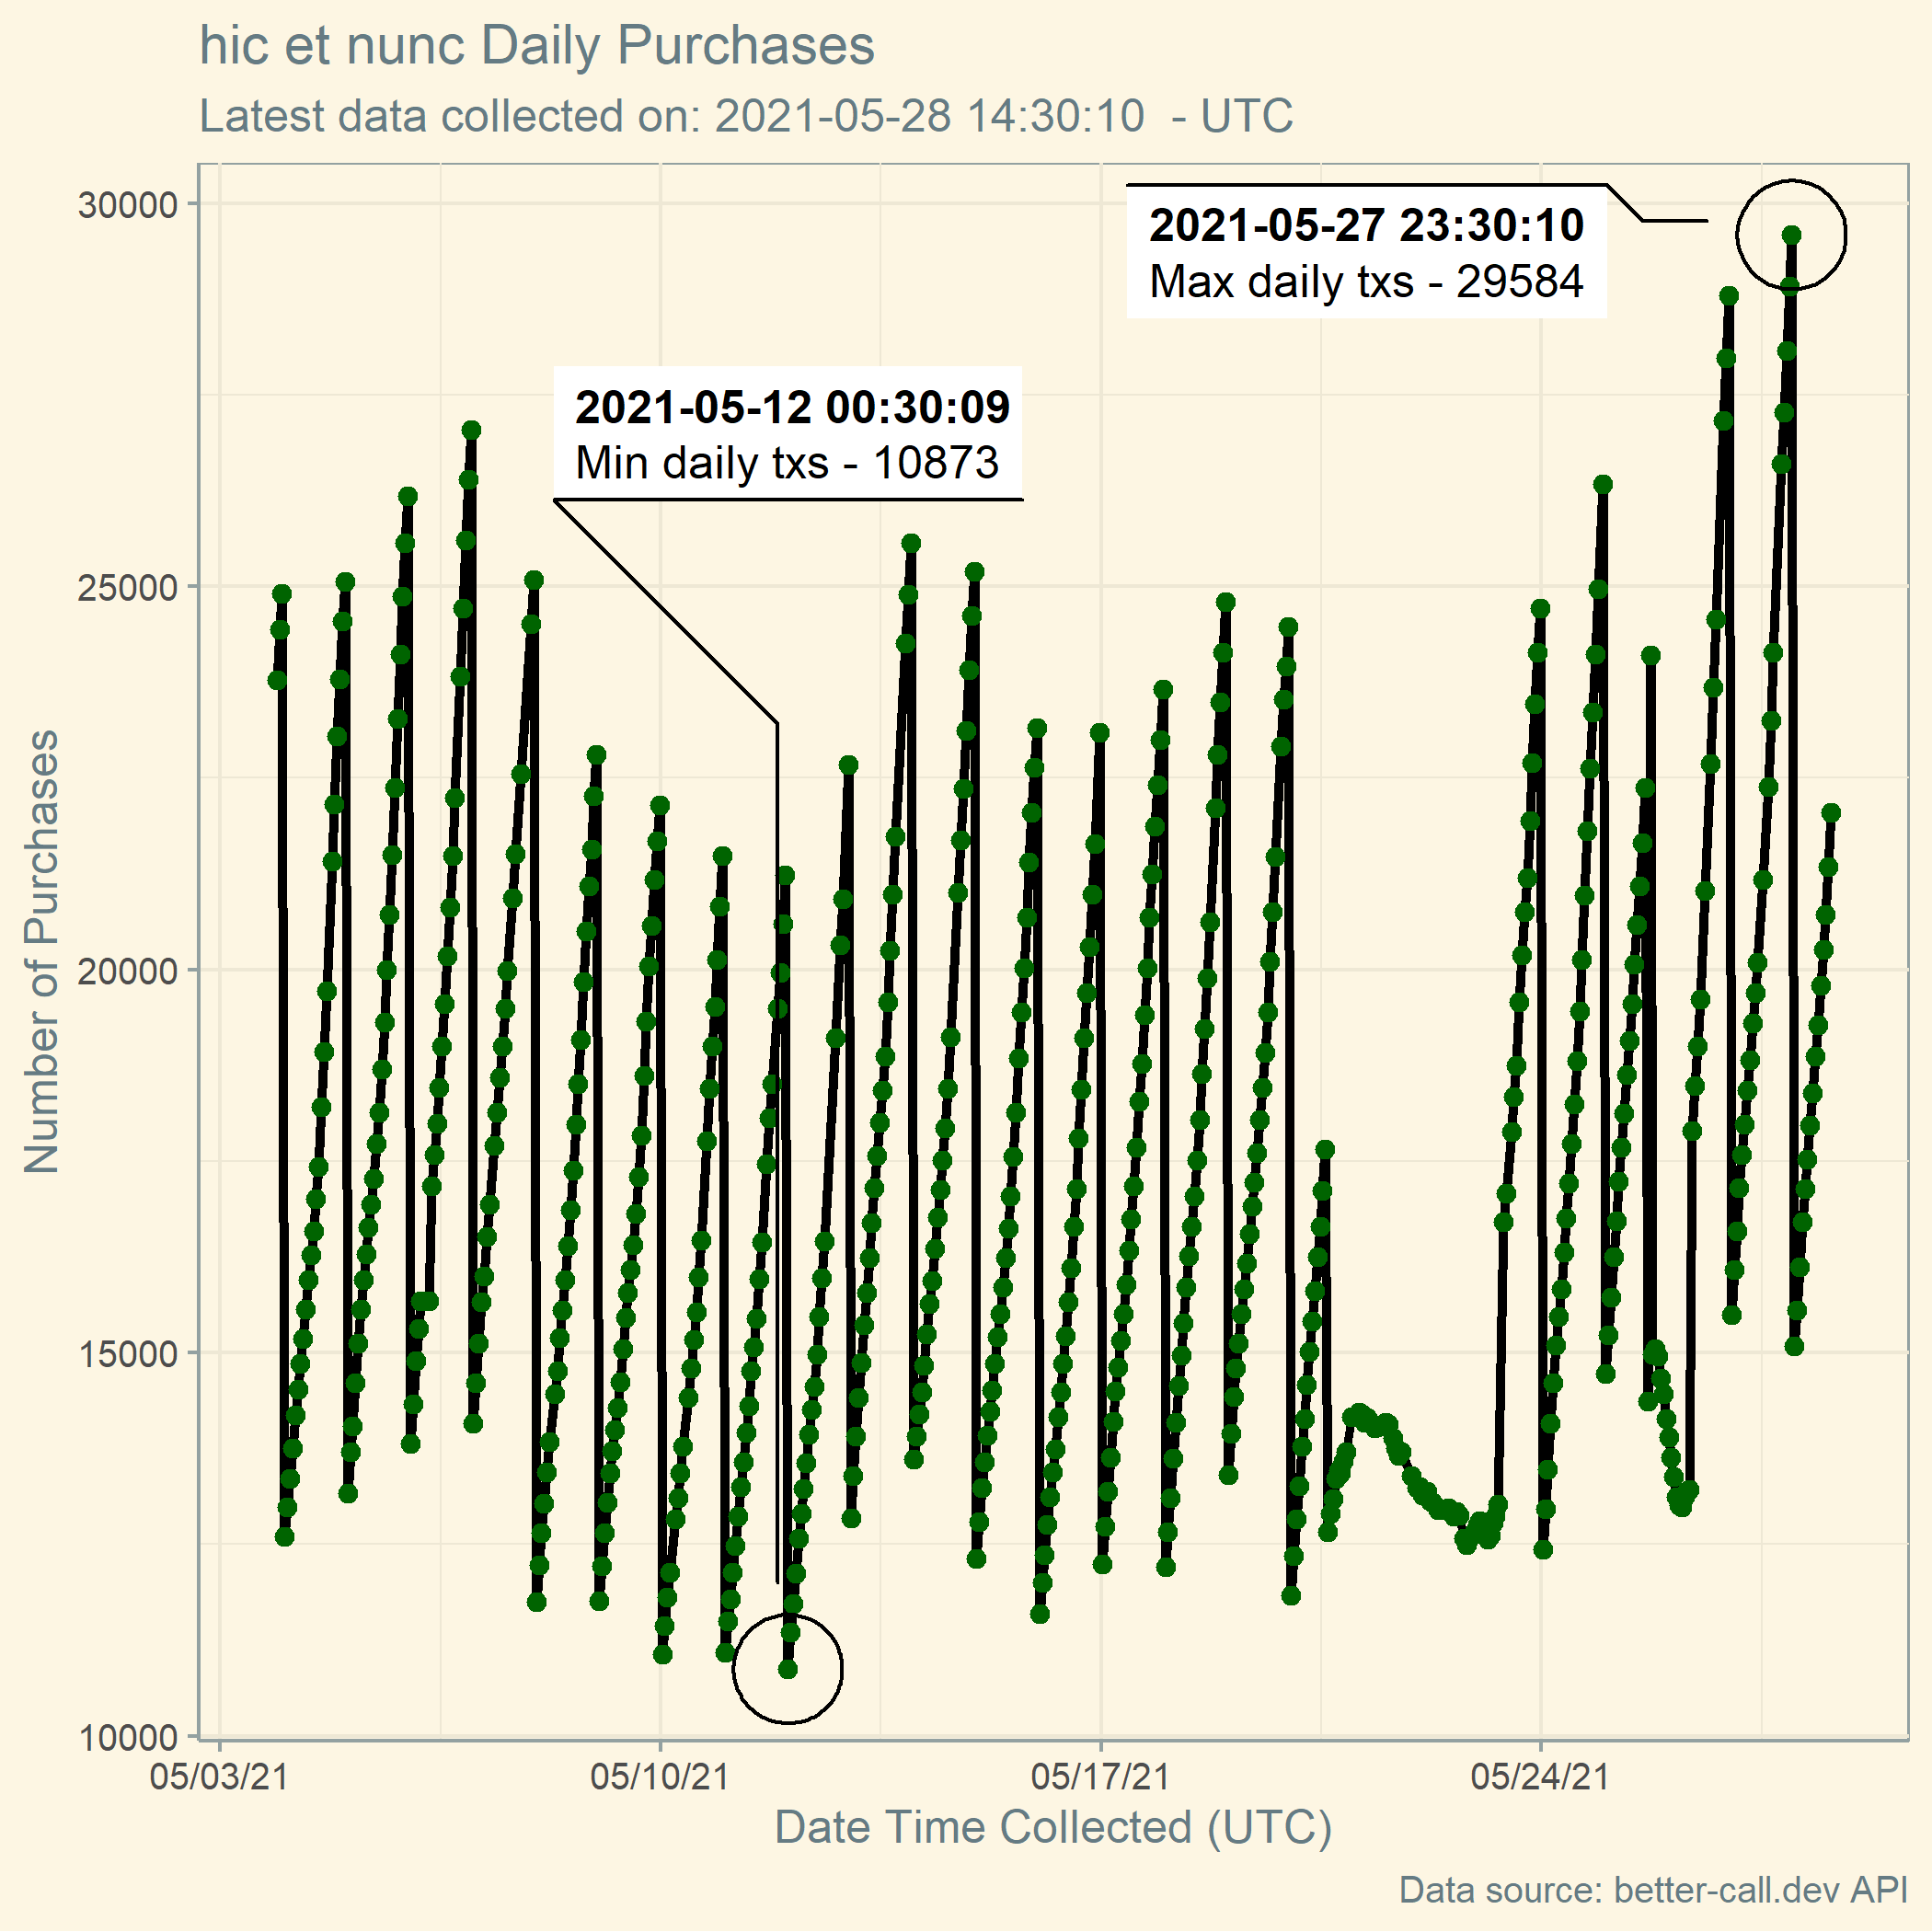 hic et nunc Daily Purchases
Latest data collected on: 2021-05-28 14:30:10  - UTC
30000
25000
20000
15000
10000
Number of Purchases
2021-05-27 23:30:10
Max daily txs - 29584
2021-05-12 00:30:09
Min daily txs - 10873
05/03/21
05/10/21
05/17/21
05/24/21
Date Time Collected (UTC)
Data source: better-call.dev API